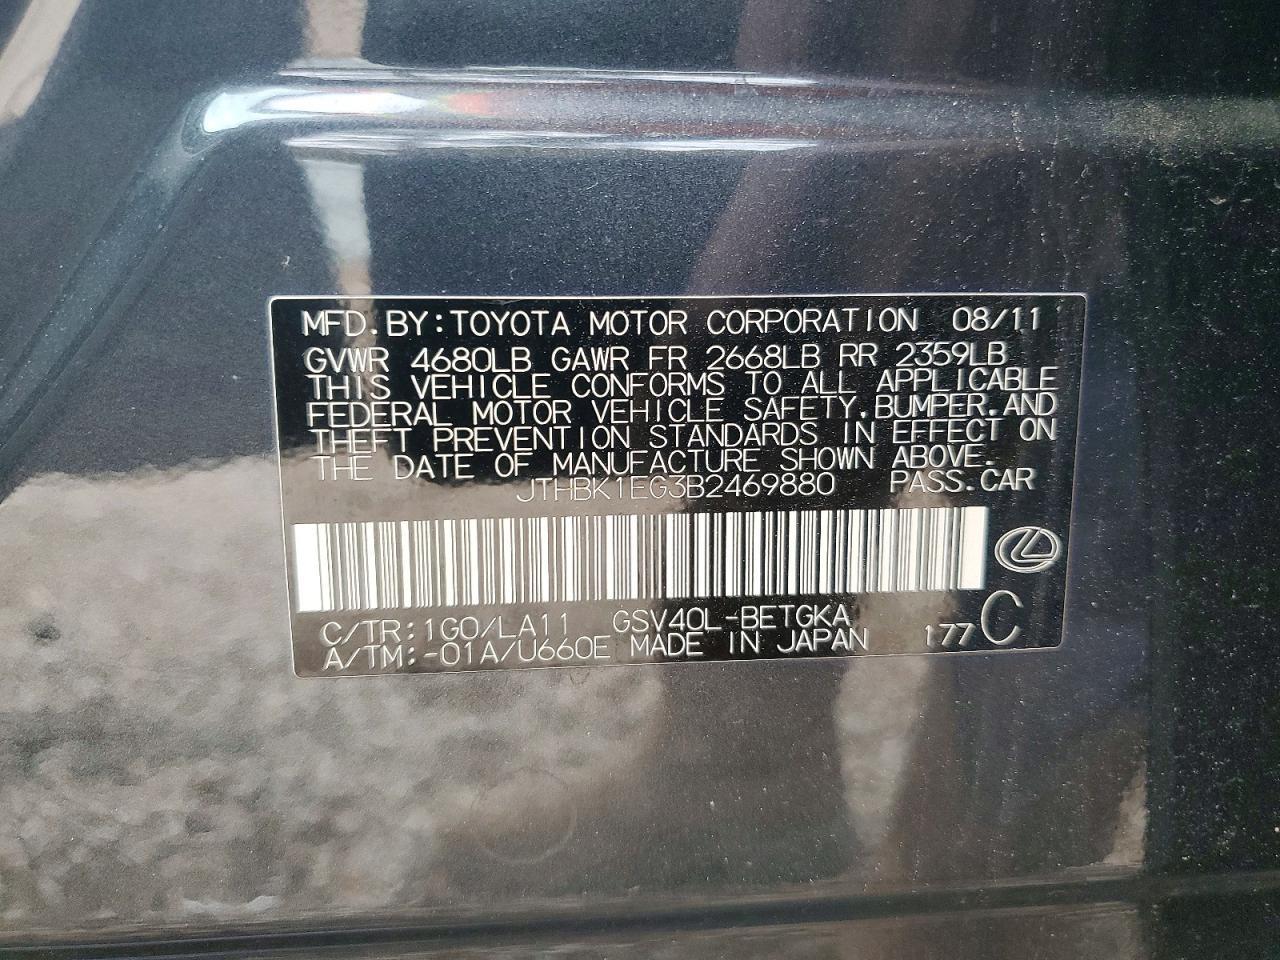 MFD.BY:TOYOTA MOTOR CORPORATION 08/11
GVWR 4680LB GAWR FR 2668LB RR 2359LB
THIS VEHICLE CONFORMS TO ALL APPLICABLE
FEDERAL MOTOR VEHICLE SAFETY,BUMPER,AND
THEFT PREVENTION STANDARDS IN EFFECT ON
THE DATE OF MANUFACTURE SHOWN ABOVE.
JTHBK1EG3B2469880 PASS.CAR
C/TR:1G0/LA11 GSV40L-BETGKA
A/TM:-01A/U660E MADE IN JAPAN 177 C